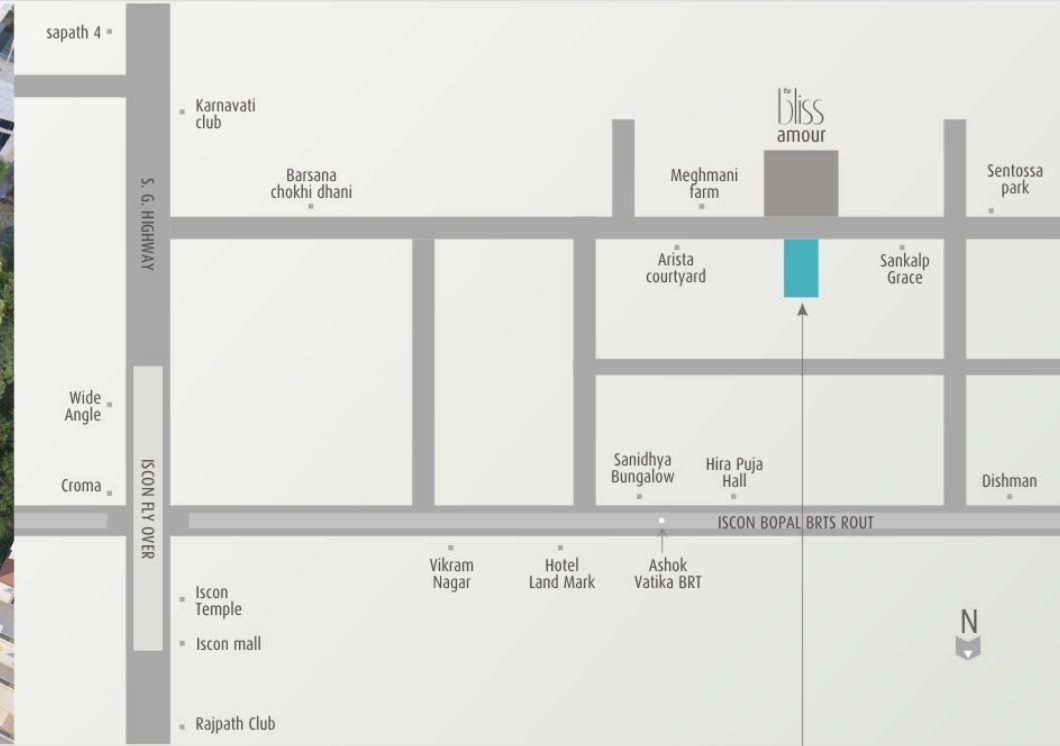 sapath 4
Karnavati
club
the
bliss
amour
Barsana
chokhi dhani
Meghmani
farm
Sentossa
park
S. G. HIGHWAY
Arista
courtyard
Sankalp
Grace
Wide
Angle
Croma
ISCON FLY OVER
Sanidhya
Bungalow
Hira Puja
Hall
Dishman
ISCON BOPAL BRTS ROUT
Vikram
Nagar
Hotel
Land Mark
Ashok
Vatika BRT
Iscon
Temple
Iscon mall
N
Rajpath Club